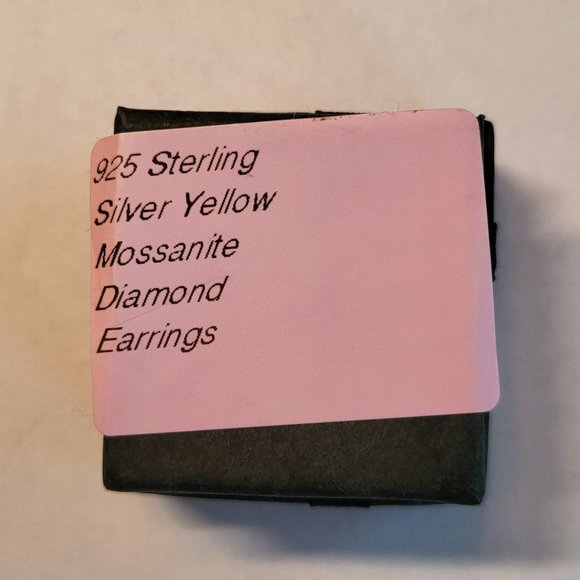 925 Sterling
Silver Yellow
Mossanite
Diamond
Earrings